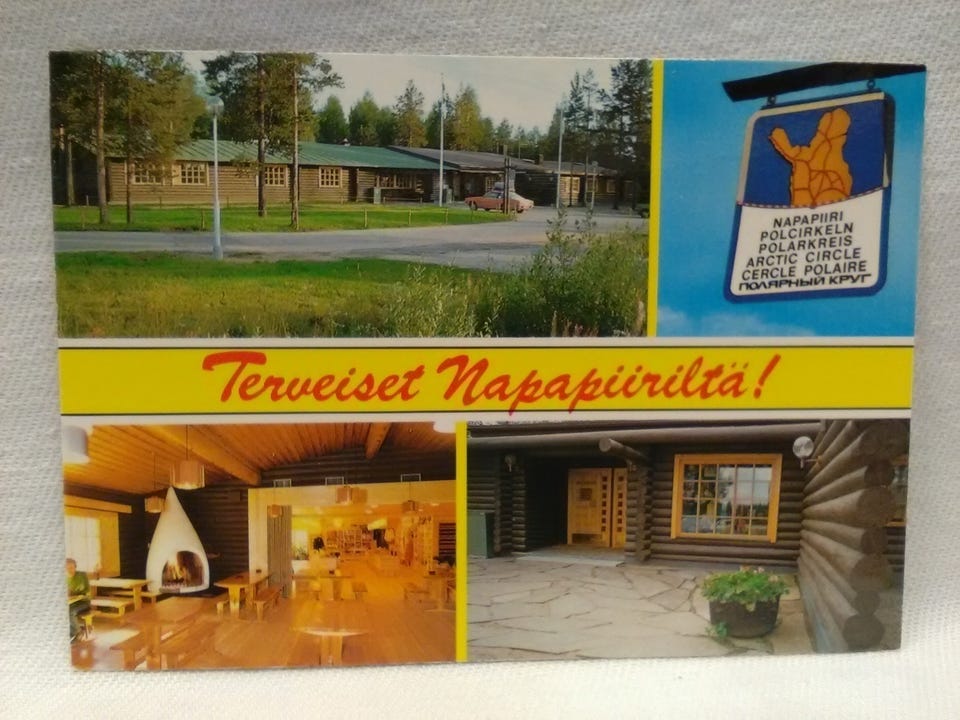 NAPAPIIRI
POLCIRKELN
POLARKREIS
ARCTIC CIRCLE
CERCLE POLAIRE
ПОЛЯРНЫЙ КРУГ
Terveiset Napapiiriltä!